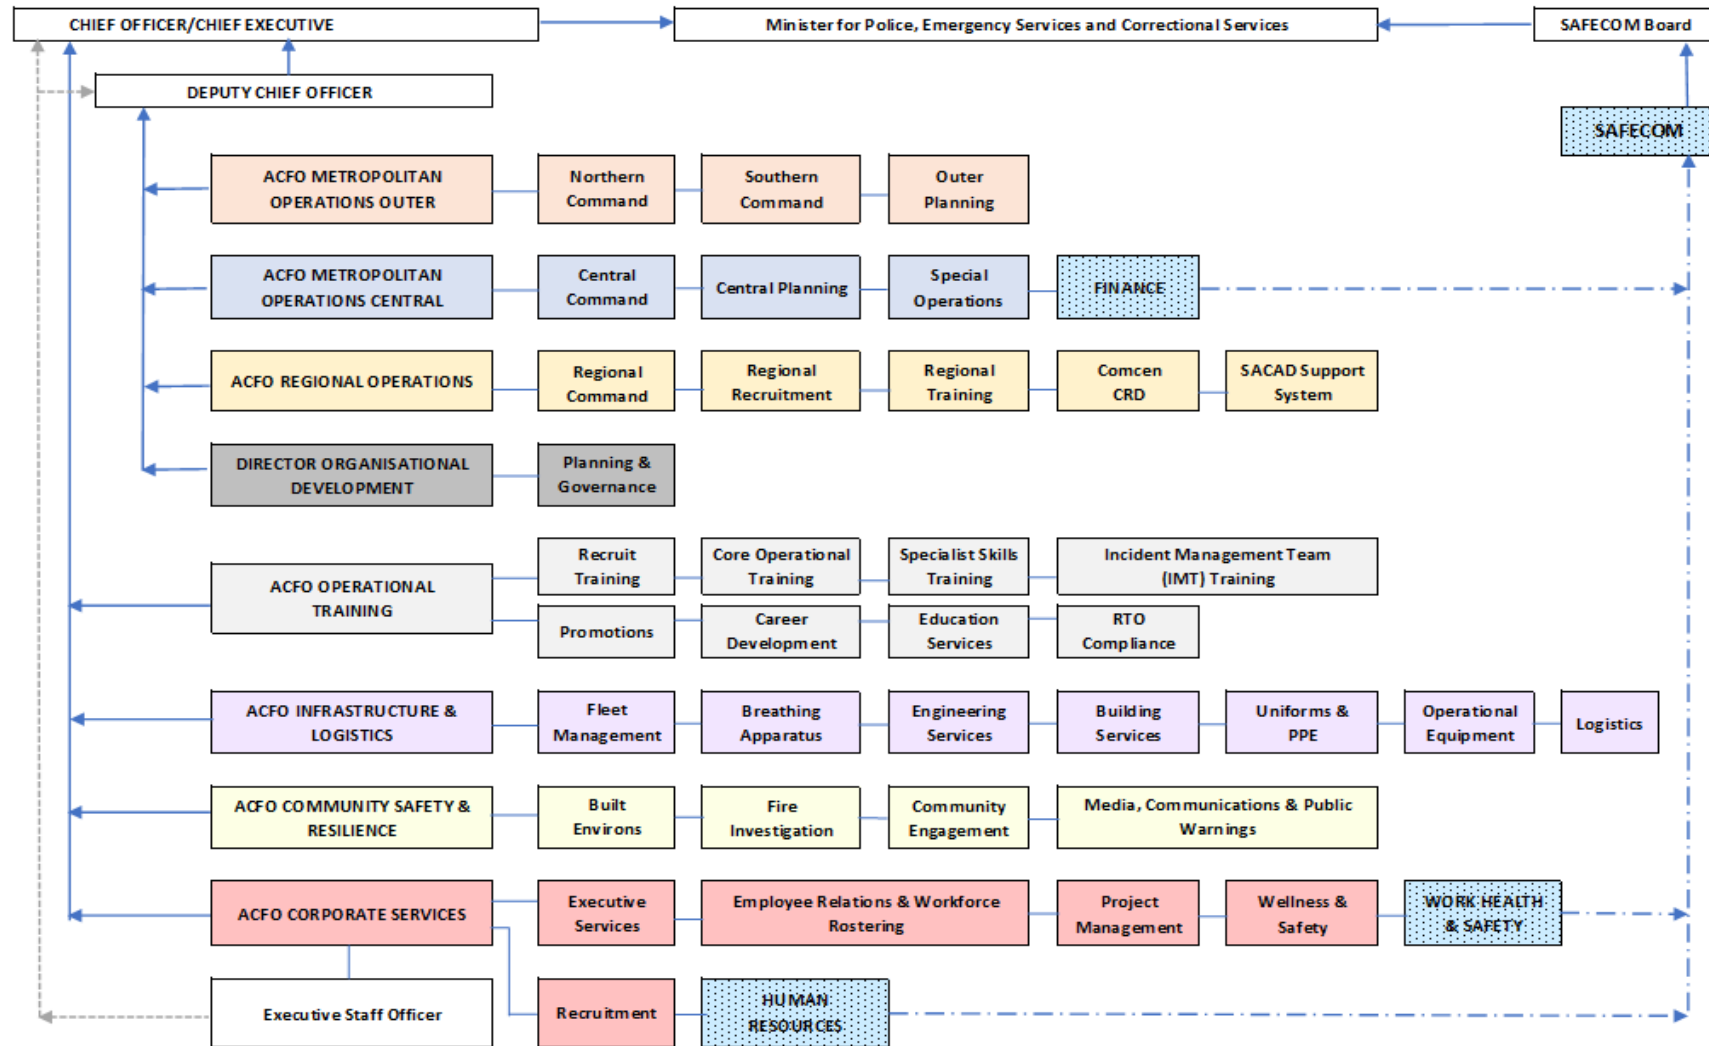 CHIEF OFFICER/CHIEF EXECUTIVE
Minister for Police, Emergency Services and Correctional Services
SAFECOM Board
DEPUTY CHIEF OFFICER
SAFECOM
ACFO METROPOLITAN
OPERATIONS OUTER
Northern
Command
Southern
Command
Outer
Planning
ACFO METROPOLITAN
OPERATIONS CENTRAL
Central
Command
Central Planning
Special
Operations
FINANCE
ACFO REGIONAL OPERATIONS
Regional
Command
Regional
Recruitment
Regional
Training
Comcen
CRD
SACAD Support
System
DIRECTOR ORGANISATIONAL
DEVELOPMENT
Planning &
Governance
ACFO OPERATIONAL
TRAINING
Recruit
Training
Core Operational
Training
Specialist Skills
Training
Incident Management Team
(IMT) Training
Promotions
Career
Development
Education
Services
RTO
Compliance
ACFO INFRASTRUCTURE &
LOGISTICS
Fleet
Management
Breathing
Apparatus
Engineering
Services
Building
Services
Uniforms &
PPE
Operational
Equipment
Logistics
ACFO COMMUNITY SAFETY &
RESILIENCE
Built
Environs
Fire
Investigation
Community
Engagement
Media, Communications & Public
Warnings
ACFO CORPORATE SERVICES
Executive
Services
Employee Relations & Workforce
Rostering
Project
Management
Wellness &
Safety
WORK HEALTH
& SAFETY
Executive Staff Officer
Recruitment
HUMAN
RESOURCES